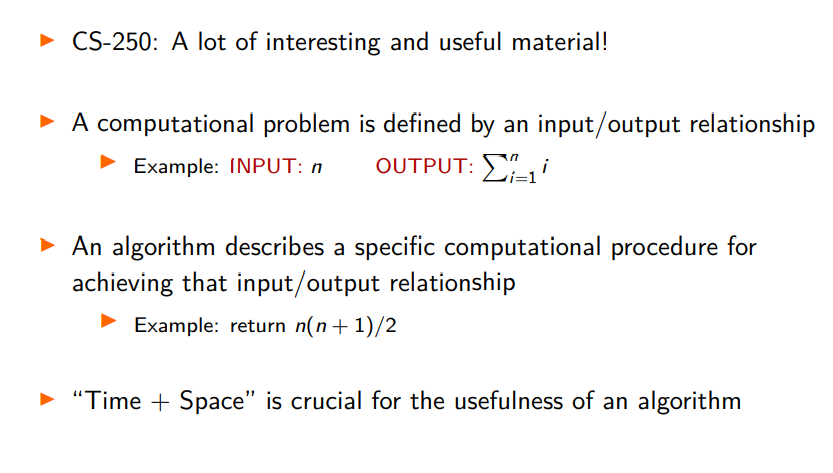 CS-250: A lot of interesting and useful material!
A computational problem is defined by an input/output relationship
Example: INPUT: n OUTPUT: ∑ⁿᵢ₌₁ i
An algorithm describes a specific computational procedure for
achieving that input/output relationship
Example: return n(n + 1)/2
“Time + Space” is crucial for the usefulness of an algorithm